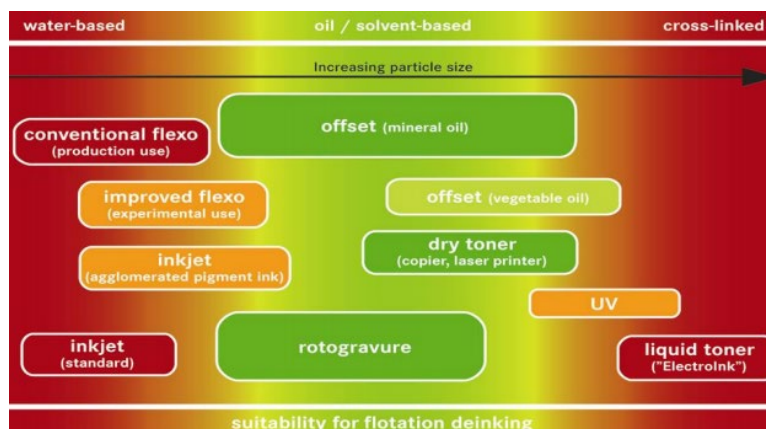 water-based oil / solvent-based cross-linked
Increasing particle size
offset (mineral oil)
conventional flexo
(production use)
improved flexo
(experimental use)
offset (vegetable oil)
inkjet
(agglomerated pigment ink)
dry toner
(copier, laser printer)
UV
inkjet
(standard)
rotogravure
liquid toner
("ElectroInk")
suitability for flotation deinking